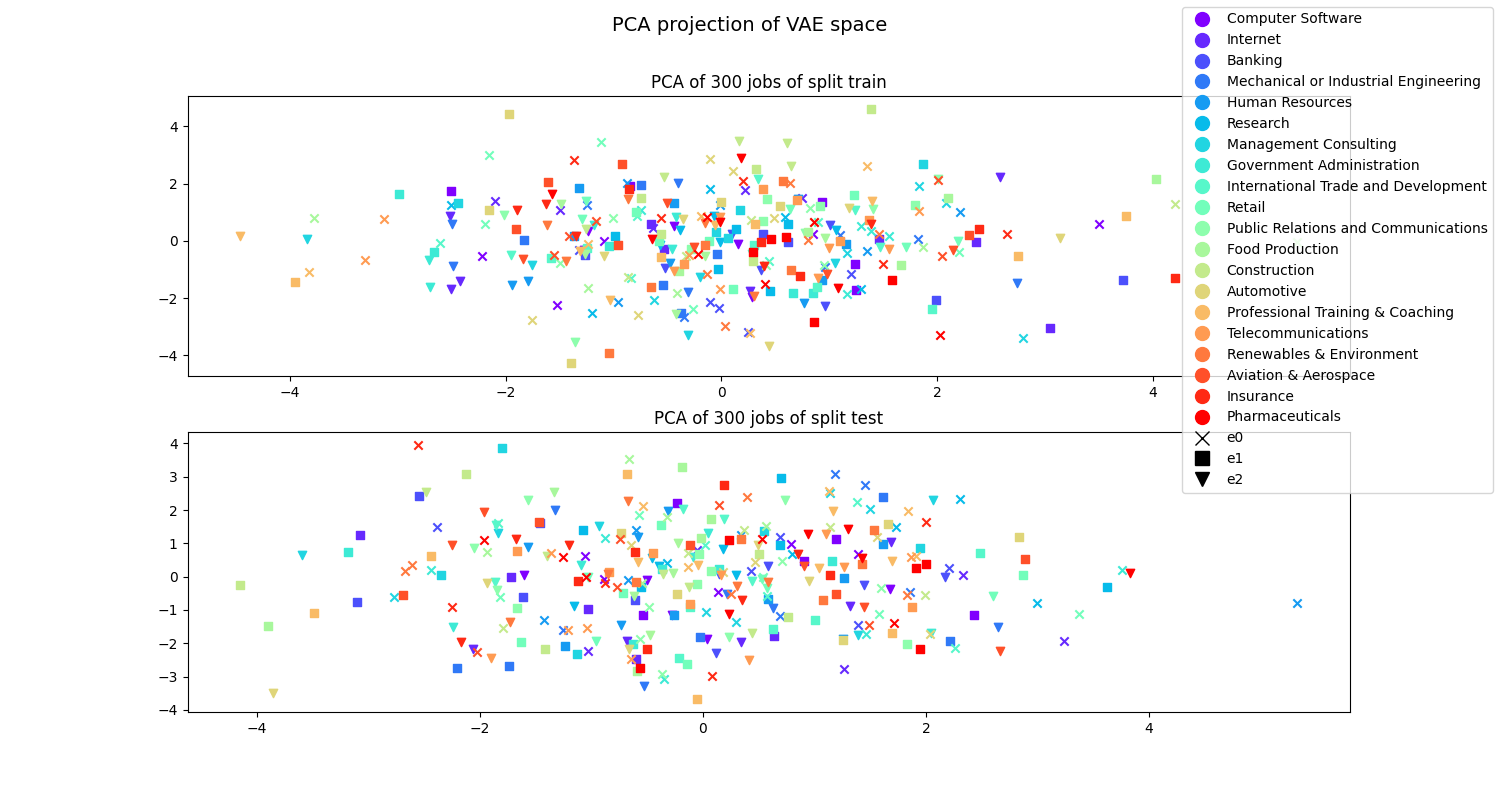 PCA projection of VAE space
PCA of 300 jobs of split train
4
2
0
−2
−4
−4
−2
0
2
4
PCA of 300 jobs of split test
4
3
2
1
0
−1
−2
−3
−4
−4
−2
0
2
4
Computer Software
Internet
Banking
Mechanical or Industrial Engineering
Human Resources
Research
Management Consulting
Government Administration
International Trade and Development
Retail
Public Relations and Communications
Food Production
Construction
Automotive
Professional Training & Coaching
Telecommunications
Renewables & Environment
Aviation & Aerospace
Insurance
Pharmaceuticals
e0
e1
e2